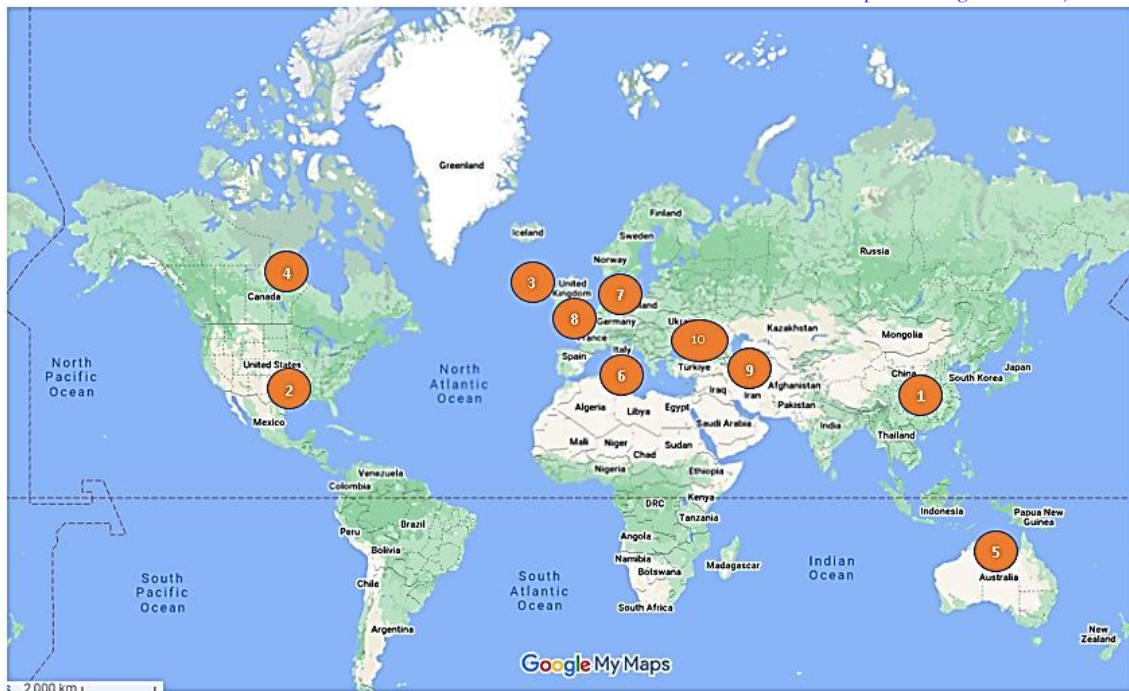 Greenland
Iceland
Finland
Sweden
Norway
Russia
4
Canada
3
United
Kingdom
7
8
Germany
10
Kazakhstan
Mongolia
North
Pacific
Ocean
United States
2
Mexico
North
Atlantic
Ocean
Spain
Italy
6
Türkiye
9
Iraq
Iran
Afghanistan
Pakistan
China
1
South Korea
Japan
Algeria
Libya
Egypt
Saudi Arabia
India
Thailand
Mali
Niger
Chad
Sudan
Nigeria
Ethiopia
Venezuela
Colombia
DRC
Kenya
Tanzania
Indonesia
Papua New
Guinea
Peru
Brazil
Bolivia
Angola
Namibia
Botswana
Madagascar
Indian
Ocean
5
Australia
South
Pacific
Ocean
Chile
South
Atlantic
Ocean
South Africa
Argentina
New
Zealand
Google My Maps
2,000 km